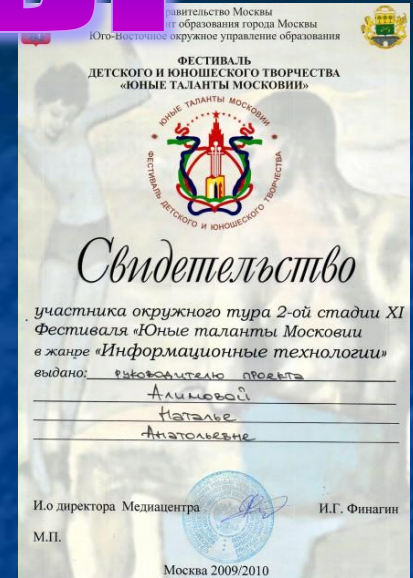 Москвы
образования города Москвы
Юго-Восточное окружное управление образования
ФЕСТИВАЛЬ
ДЕТСКОГО И ЮНОШЕСКОГО ТВОРЧЕСТВА
«ЮНЫЕ ТАЛАНТЫ МОСКОВИИ»
ЮНЫЕ ТАЛАНТЫ МОСКОВИИ
ФЕСТИВАЛЬ ДЕТСКОГО И ЮНОШЕСКОГО ТВОРЧЕСТВА
Свидетельство
участника окружного тура 2-ой стадии XI
Фестиваля «Юные таланты Московии
в жанре «Информационные технологии»
выдано: руководителю проекта
Алимовой
Наталье
Анатольевне
И.о директора Медиацентра И.Г. Финагин
М.П.
Москва 2009/2010